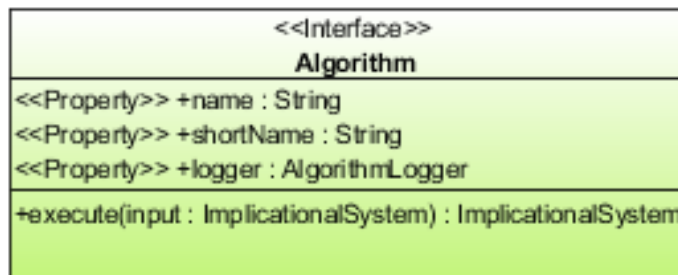 <<Interface>>
Algorithm
<<Property>> +name : String
<<Property>> +shortName : String
<<Property>> +logger : AlgorithmLogger
+execute(input : ImplicationalSystem) : ImplicationalSystem